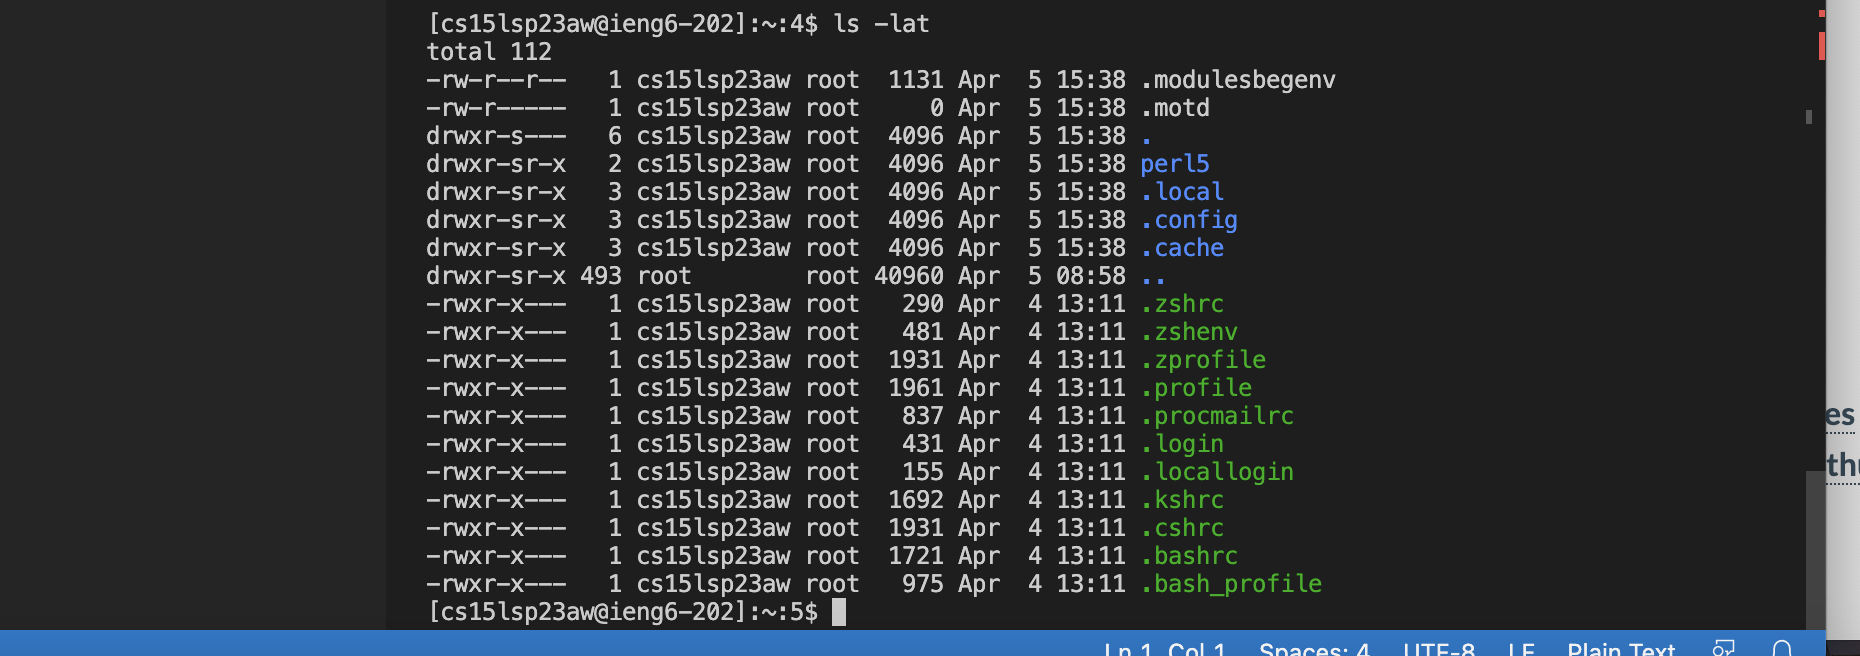 [cs15lsp23aw@ieng6-202]:~:4$ ls -lat
total 112
-rw-r--r--   1 cs15lsp23aw root  1131 Apr  5 15:38 .modulesbegenv
-rw-r-----   1 cs15lsp23aw root     0 Apr  5 15:38 .motd
drwxr-s---   6 cs15lsp23aw root  4096 Apr  5 15:38 .
drwxr-sr-x   2 cs15lsp23aw root  4096 Apr  5 15:38 perl5
drwxr-sr-x   3 cs15lsp23aw root  4096 Apr  5 15:38 .local
drwxr-sr-x   3 cs15lsp23aw root  4096 Apr  5 15:38 .config
drwxr-sr-x   3 cs15lsp23aw root  4096 Apr  5 15:38 .cache
drwxr-sr-x 493 root        root 40960 Apr  5 08:58 ..
-rwxr-x---   1 cs15lsp23aw root   290 Apr  4 13:11 .zshrc
-rwxr-x---   1 cs15lsp23aw root   481 Apr  4 13:11 .zshenv
-rwxr-x---   1 cs15lsp23aw root  1931 Apr  4 13:11 .zprofile
-rwxr-x---   1 cs15lsp23aw root  1961 Apr  4 13:11 .profile
-rwxr-x---   1 cs15lsp23aw root   837 Apr  4 13:11 .procmailrc
-rwxr-x---   1 cs15lsp23aw root   431 Apr  4 13:11 .login
-rwxr-x---   1 cs15lsp23aw root   155 Apr  4 13:11 .locallogin
-rwxr-x---   1 cs15lsp23aw root  1692 Apr  4 13:11 .kshrc
-rwxr-x---   1 cs15lsp23aw root  1931 Apr  4 13:11 .cshrc
-rwxr-x---   1 cs15lsp23aw root  1721 Apr  4 13:11 .bashrc
-rwxr-x---   1 cs15lsp23aw root   975 Apr  4 13:11 .bash_profile
[cs15lsp23aw@ieng6-202]:~:5$
Ln 1, Col 1 Spaces: 4 UTF-8 LF Plain Text